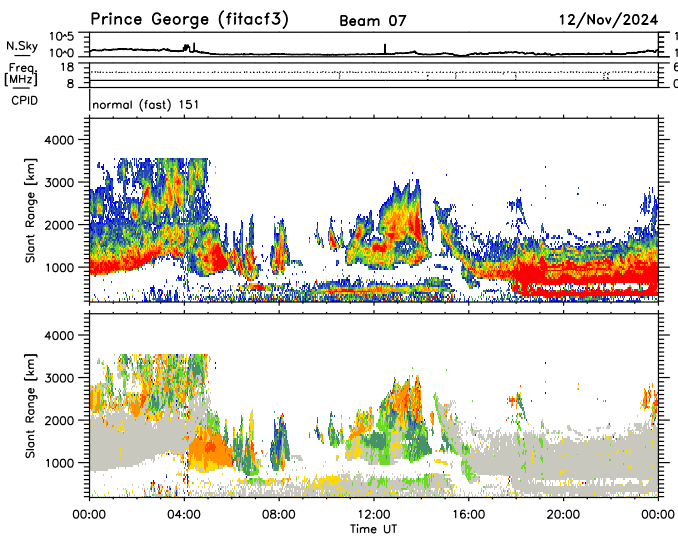 Prince George (fitacf3) Beam 07 12/Nov/2024
N.Sky 10^5 10^0
Freq. [MHz] 18 8
CPID normal (fast) 151
4000
3000
2000
1000
Slant Range [km]
4000
3000
2000
1000
Slant Range [km]
00:00 04:00 08:00 12:00 16:00 20:00 00:00
Time UT